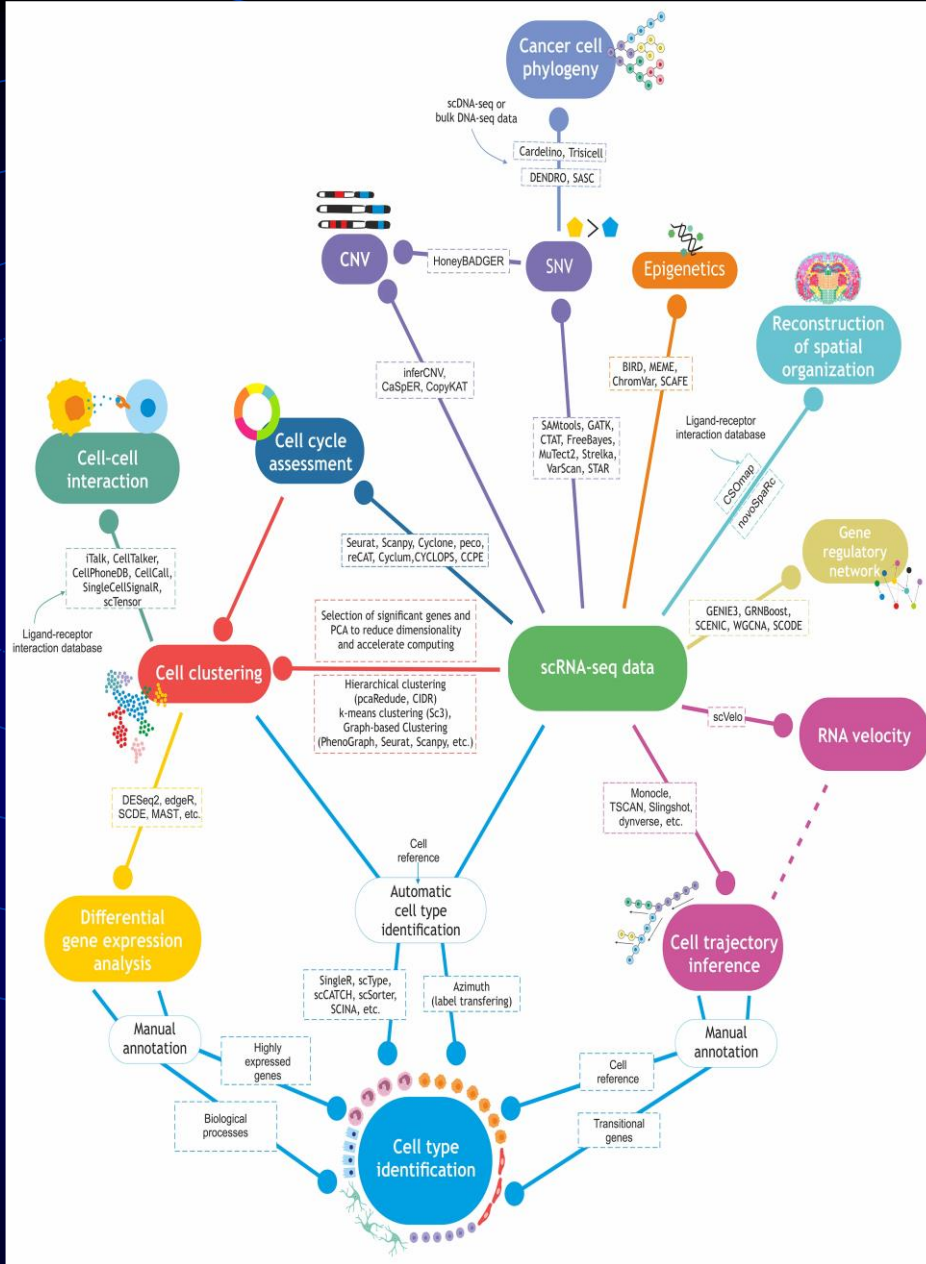 Cancer cell
phylogeny
scDNA-seq or
bulk DNA-seq data
Cardelino, Trisicell
DENDRO, SASC
CNV
HoneyBADGER
SNV
>
Epigenetics
Reconstruction
of spatial
organization
inferCNV,
CaSpER, CopyKAT
BIRD, MEME,
ChromVar, SCAFE
SAMtools, GATK,
CTAT, FreeBayes,
MuTect2, Strelka,
VarScan, STAR
Ligand-receptor
interaction database
CSOmap
novoSpaRc
Cell-cell
interaction
Cell cycle
assessment
Seurat, Scanpy, Cyclone, peco,
reCAT, Cyclum,CYCLOPS, CCPE
Gene
regulatory
network
GENIE3, GRNBoost,
SCENIC, WGCNA, SCODE
iTalk, CellTalker,
CellPhoneDB, CellCall,
SingleCellSignalR,
scTensor
Ligand-receptor
interaction database
Selection of significant genes and
PCA to reduce dimensionality
and accelerate computing
Cell clustering
scRNA-seq data
Hierarchical clustering
(pcaRedude, CIDR)
k-means clustering (Sc3),
Graph-based Clustering
(PhenoGraph, Seurat, Scanpy, etc.)
scVelo
RNA velocity
DESeq2, edgeR,
SCDE, MAST, etc.
Monocle,
TSCAN, Slingshot,
dynverse, etc.
Cell
reference
Automatic
cell type
identification
Differential
gene expression
analysis
Cell trajectory
inference
SingleR, scType,
scCATCH, scSorter,
SCINA, etc.
Azimuth
(label transfering)
Manual
annotation
Manual
annotation
Highly
expressed
genes
Cell
reference
Biological
processes
Transitional
genes
Cell type
identification